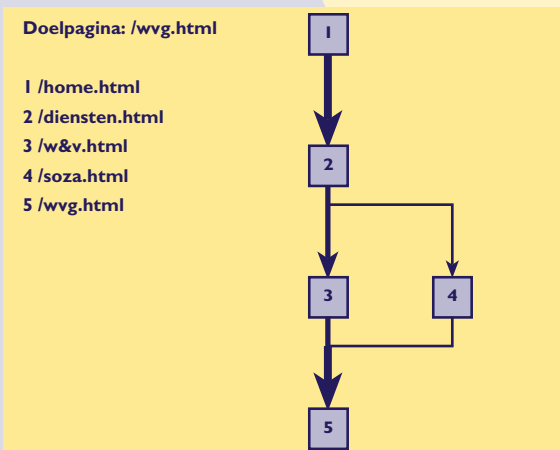 Doelpagina: /wvg.html
1 /home.html
2 /diensten.html
3 /w&v.html
4 /soza.html
5 /wvg.html
1
2
3
4
5